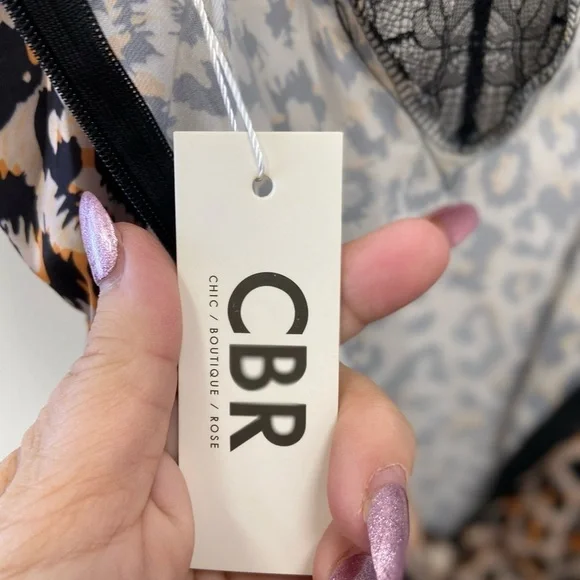 CBR
CHIC / BOUTIQUE / ROSE